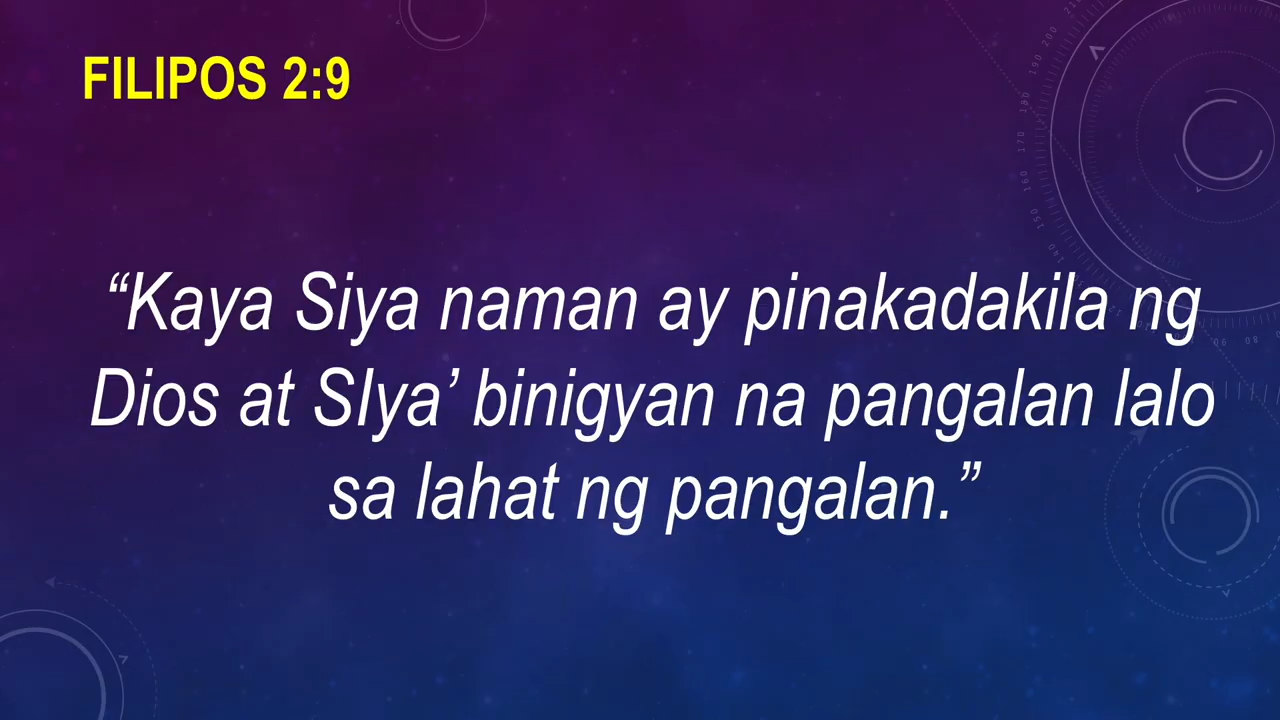 FILIPOS 2:9
“Kaya Siya naman ay pinakadakila ng
Dios at SIya’ binigyan na pangalan lalo
sa lahat ng pangalan.”